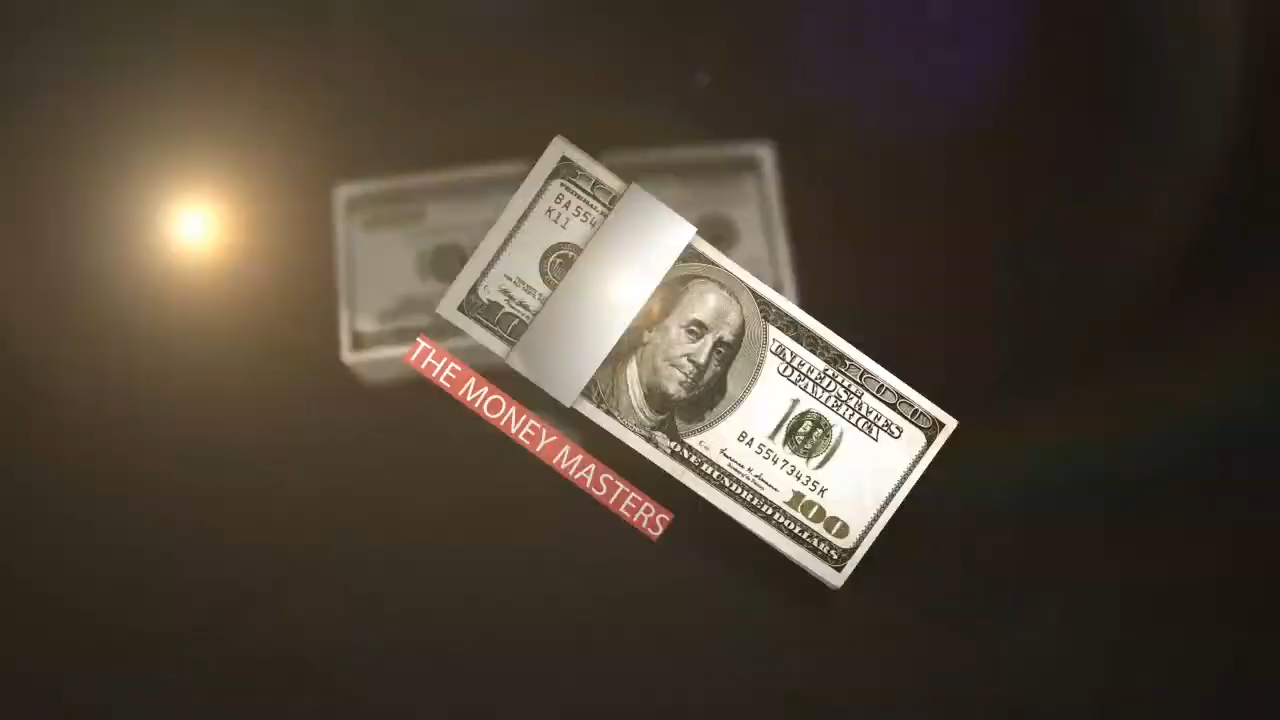 BA 554
K11
THE MONEY MASTERS
THE
UNITED STATES
OF AMERICA
BA 55473435K
100
ONE HUNDRED DOLLARS